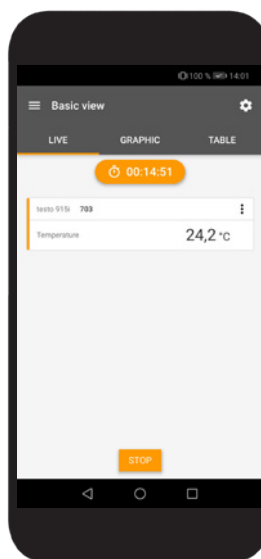 100 % 14:01
Basic view
LIVE GRAPHIC TABLE
00:14:51
testo 915i 703
Temperature 24,2 °C
STOP